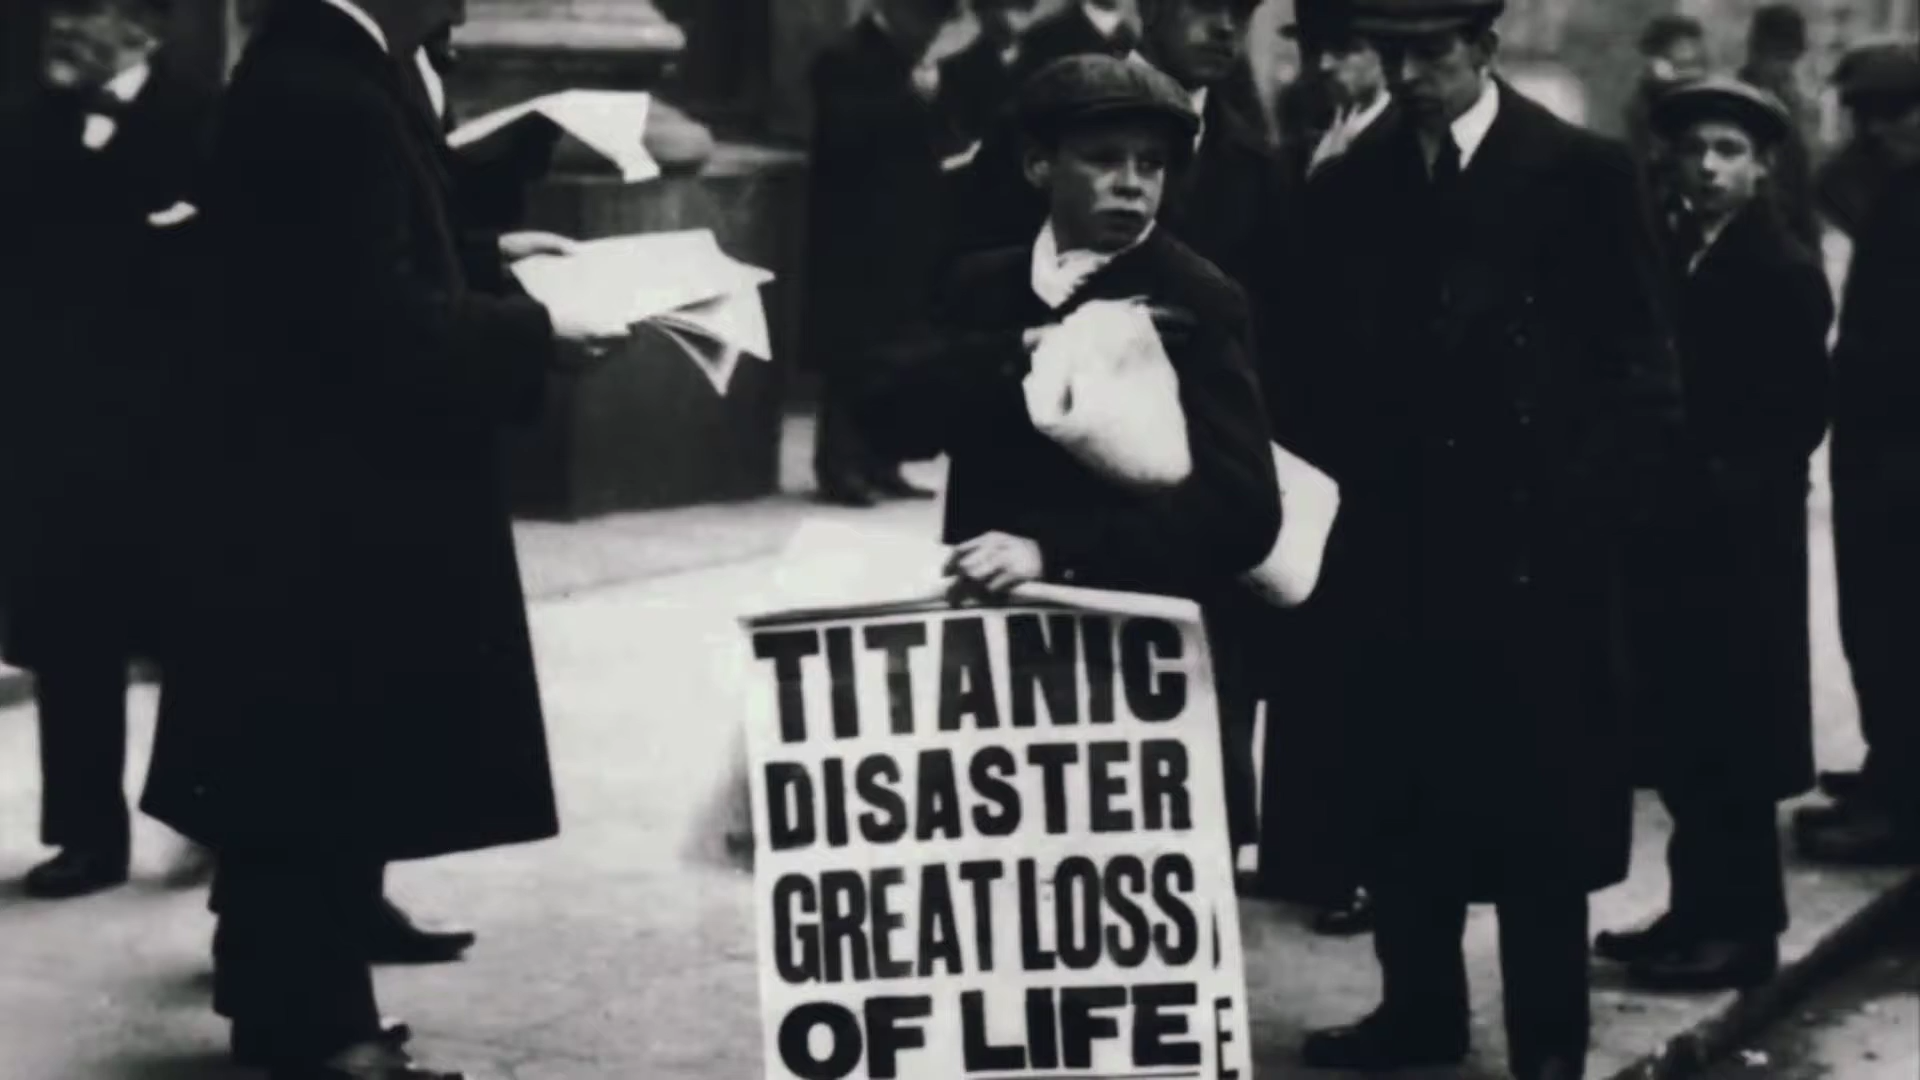 TITANIC
DISASTER
GREAT LOSS
OF LIFE
E